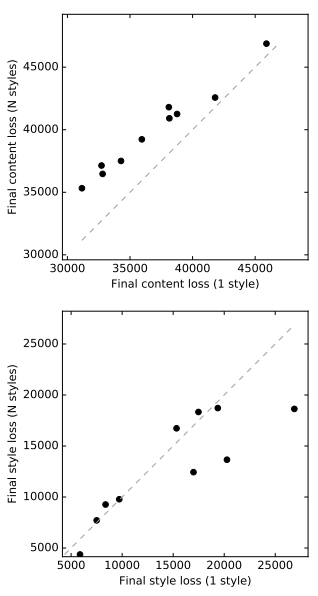 45000
40000
35000
30000
Final content loss (N styles)
30000 35000 40000 45000
Final content loss (1 style)
25000
20000
15000
10000
5000
Final style loss (N styles)
5000 10000 15000 20000 25000
Final style loss (1 style)